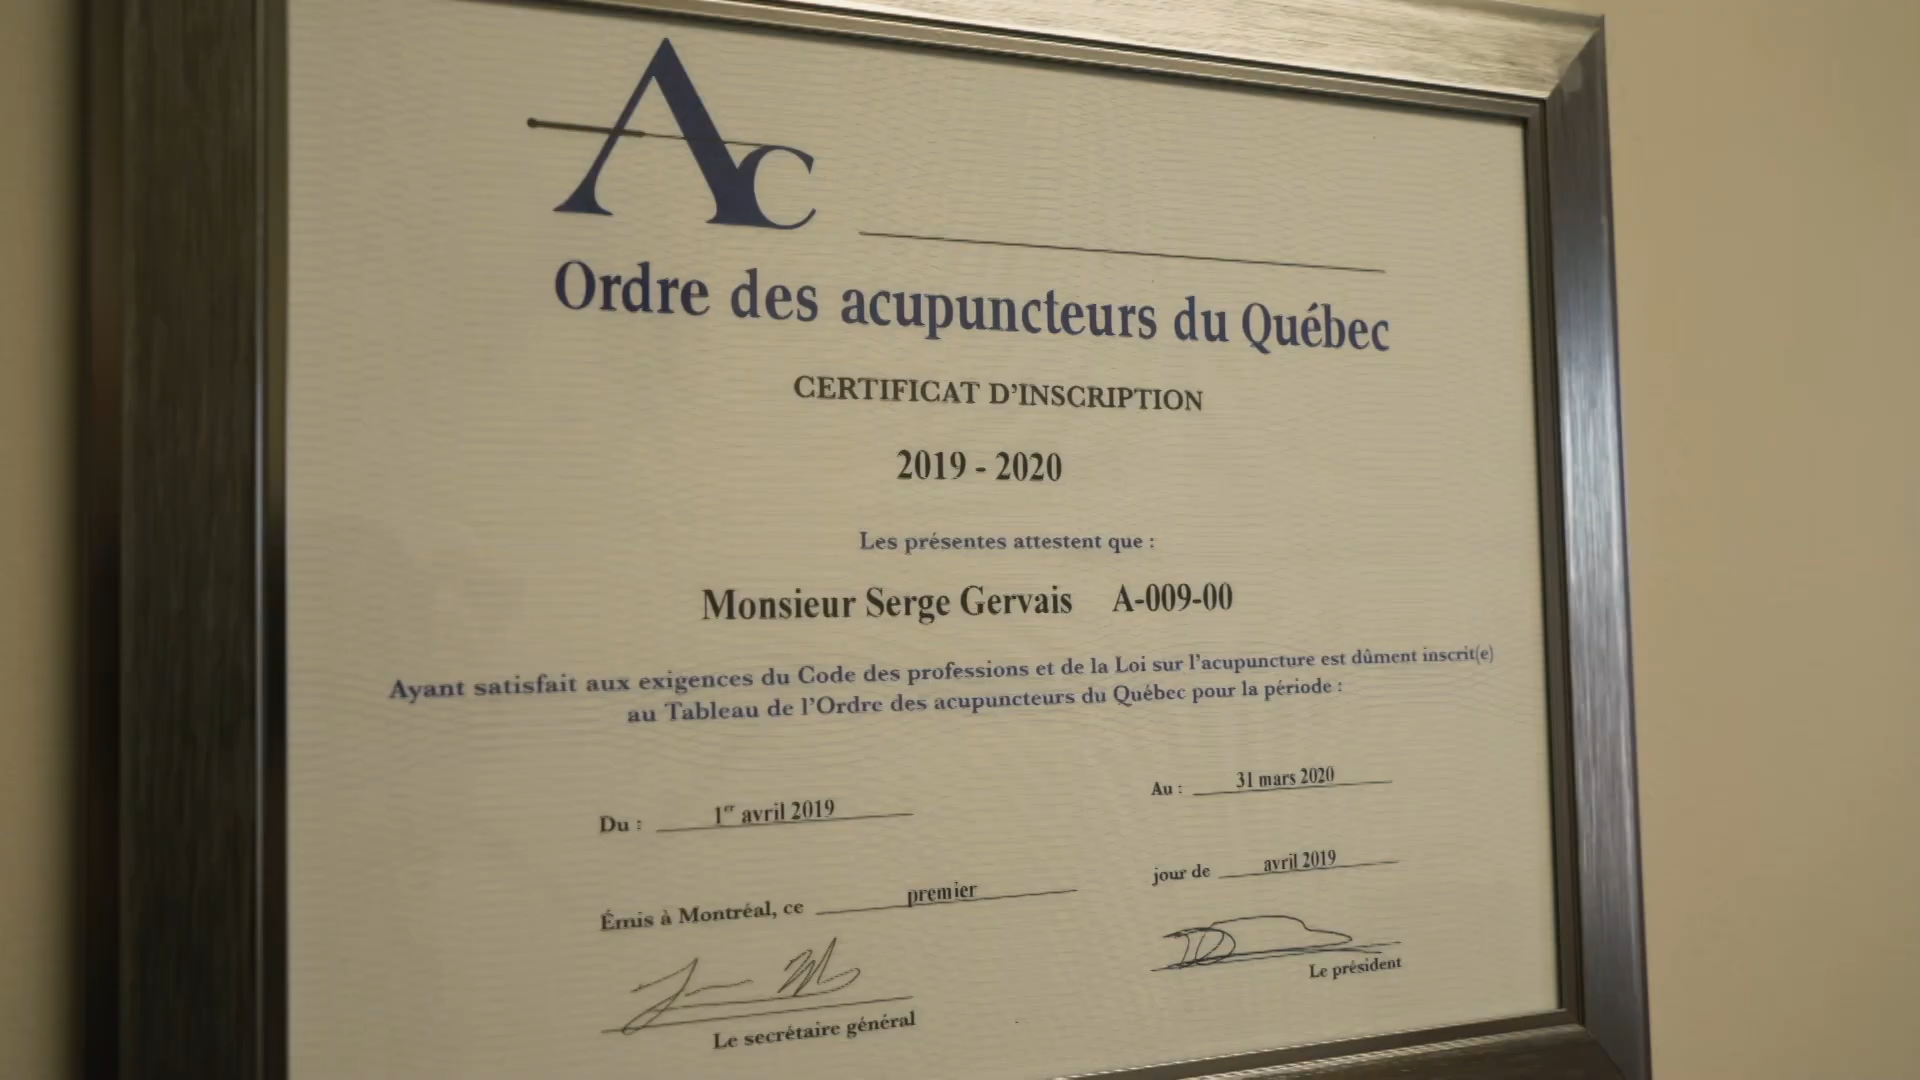 Ac
Ordre des acupuncteurs du Québec
CERTIFICAT D'INSCRIPTION
2019 - 2020
Les présentes attestent que :
Monsieur Serge Gervais A-009-00
Ayant satisfait aux exigences du Code des professions et de la Loi sur l'acupuncture est dûment inscrit(e)
au Tableau de l'Ordre des acupuncteurs du Québec pour la période :
Du : 1er avril 2019 Au : 31 mars 2020
Émis à Montréal, ce premier jour de avril 2019
Le secrétaire général Le président